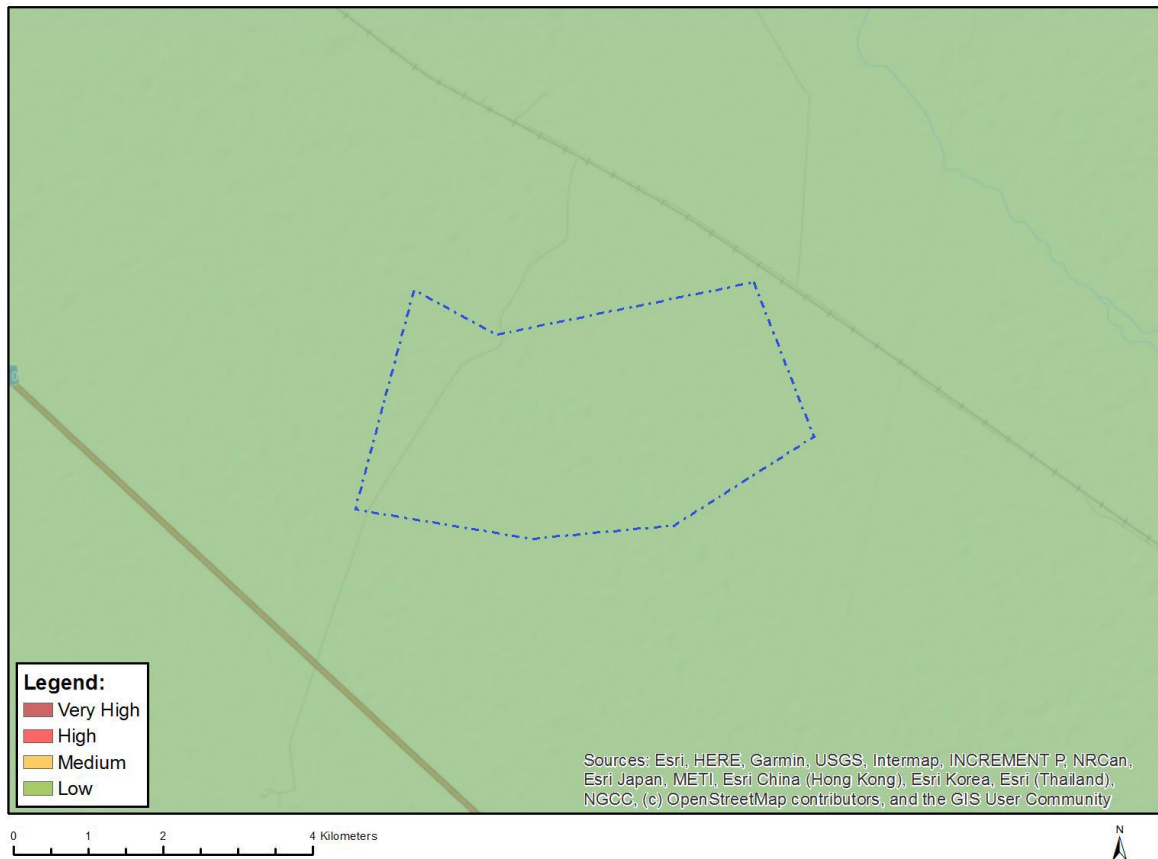 Legend:
Very High
High
Medium
Low
Sources: Esri, HERE, Garmin, USGS, Intermap, INCREMENT P, NRCan,
Esri Japan, METI, Esri China (Hong Kong), Esri Korea, Esri (Thailand),
NGCC, (c) OpenStreetMap contributors, and the GIS User Community
0 1 2 4 Kilometers
N